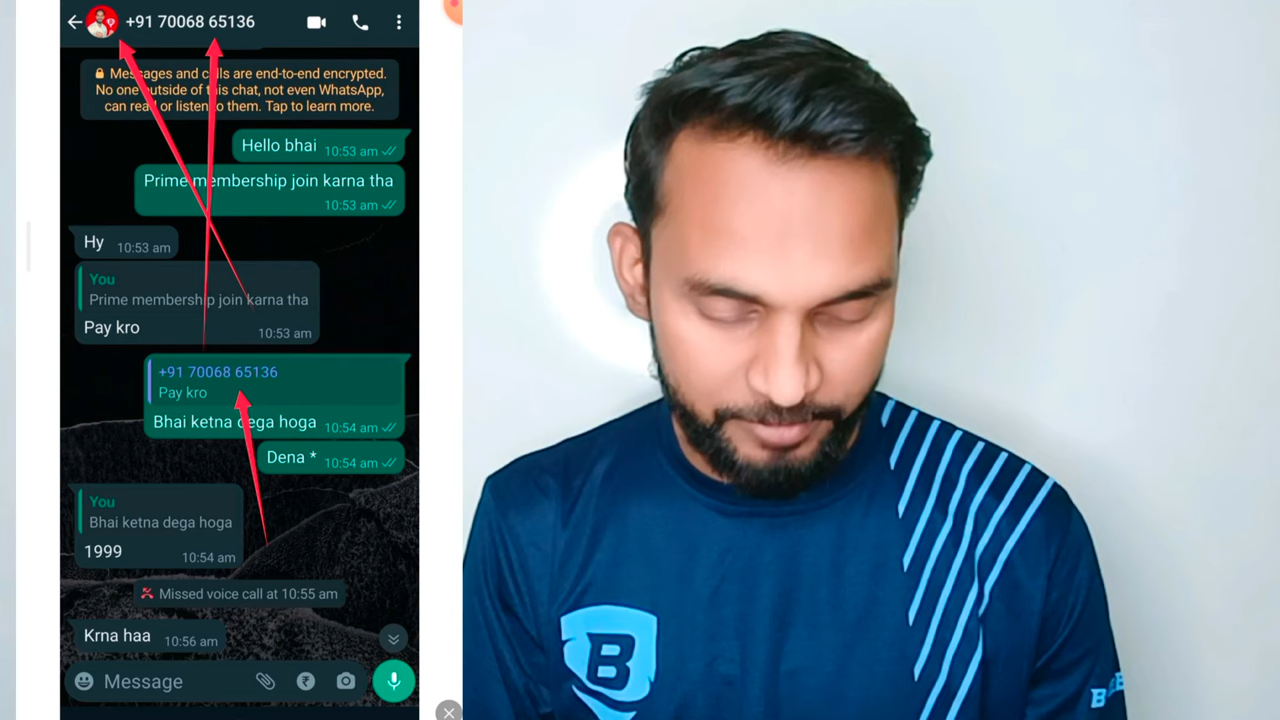 +91 70068 65136
Messages and calls are end-to-end encrypted.
No one outside of this chat, not even WhatsApp,
can read or listen to them. Tap to learn more.
Hello bhai 10:53 am
Prime membership join karna tha
10:53 am
Hy 10:53 am
You
Prime membership join karna tha
Pay kro 10:53 am
+91 70068 65136
Pay kro
Bhai ketna dega hoga 10:54 am
Dena * 10:54 am
You
Bhai ketna dega hoga
1999 10:54 am
Missed voice call at 10:55 am
Krna haa 10:56 am
Message
B